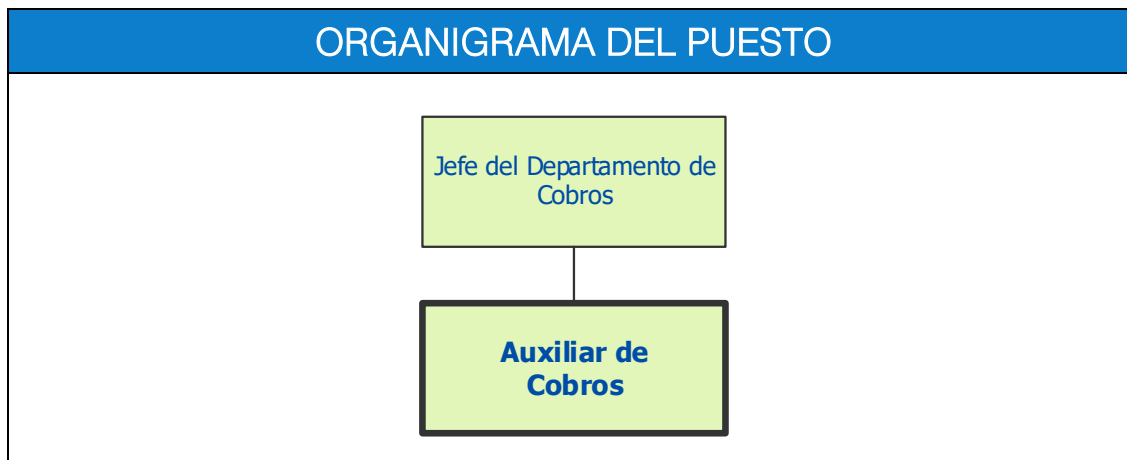 ORGANIGRAMA DEL PUESTO
Jefe del Departamento de
Cobros
Auxiliar de
Cobros